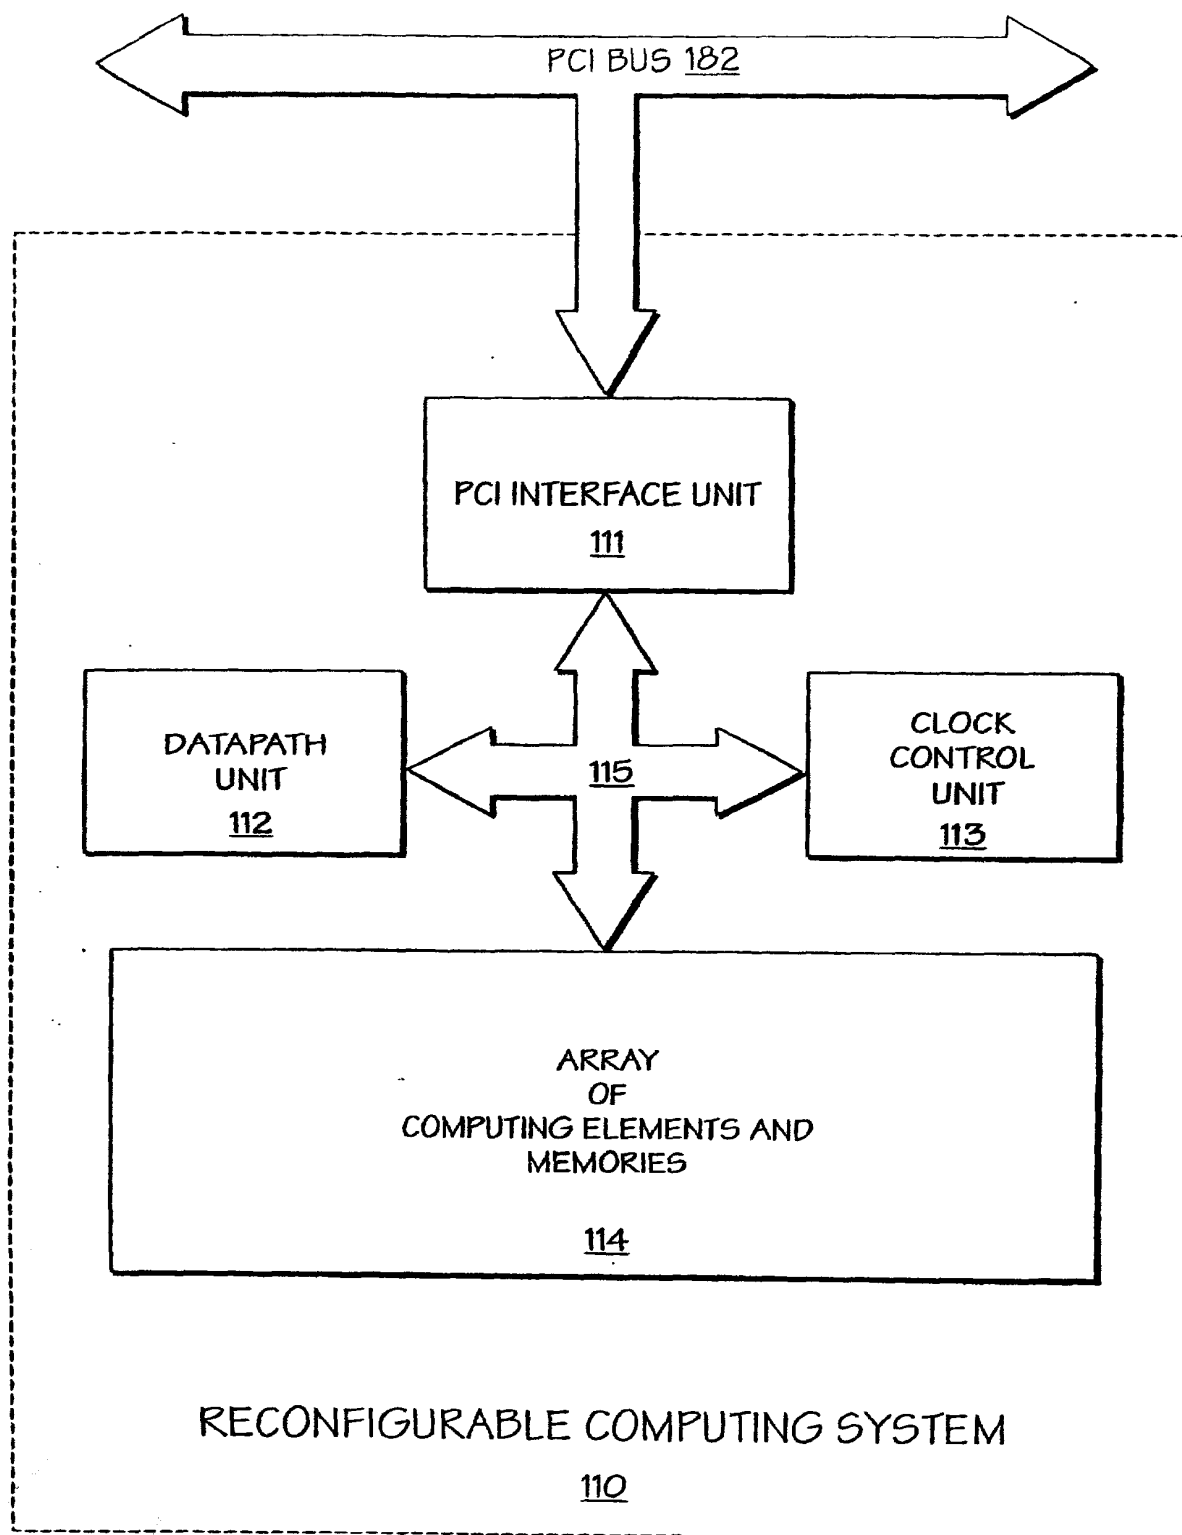 PCI BUS 182
PCI INTERFACE UNIT
111
DATAPATH
UNIT
112
115
CLOCK
CONTROL
UNIT
113
ARRAY
OF
COMPUTING ELEMENTS AND
MEMORIES
114
RECONFIGURABLE COMPUTING SYSTEM
110